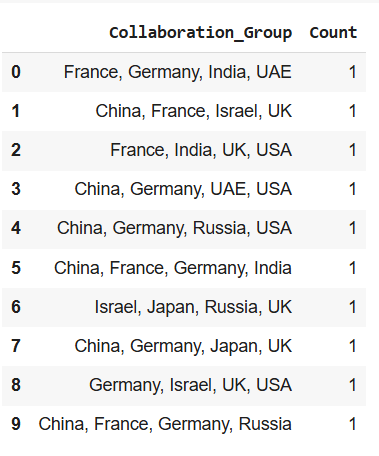 Collaboration_Group Count
0 France, Germany, India, UAE 1
1 China, France, Israel, UK 1
2 France, India, UK, USA 1
3 China, Germany, UAE, USA 1
4 China, Germany, Russia, USA 1
5 China, France, Germany, India 1
6 Israel, Japan, Russia, UK 1
7 China, Germany, Japan, UK 1
8 Germany, Israel, UK, USA 1
9 China, France, Germany, Russia 1